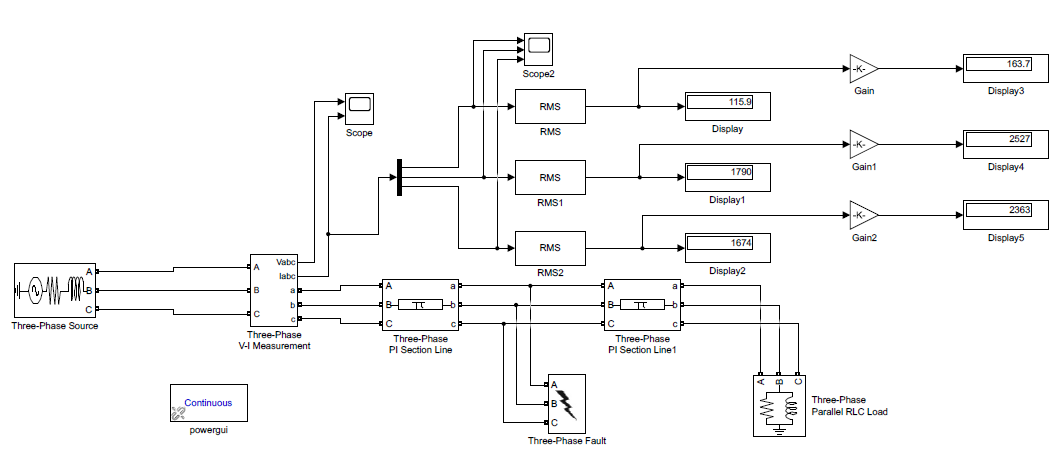 Scope2
-K-
Gain
163.7
Display3
RMS
RMS
115.9
Display
Scope
-K-
Gain1
2527
Display4
RMS
RMS1
1790
Display1
-K-
Gain2
2363
Display5
RMS
RMS2
1674
Display2
A
B
C
Three-Phase Source
A
B
C
Vabc
Iabc
a
b
c
Three-Phase
V-I Measurement
A
B
C
a
b
c
Three-Phase
PI Section Line
A
B
C
a
b
c
Three-Phase
PI Section Line1
A
B
C
Three-Phase Fault
A
B
C
Three-Phase
Parallel RLC Load
Continuous
powergui